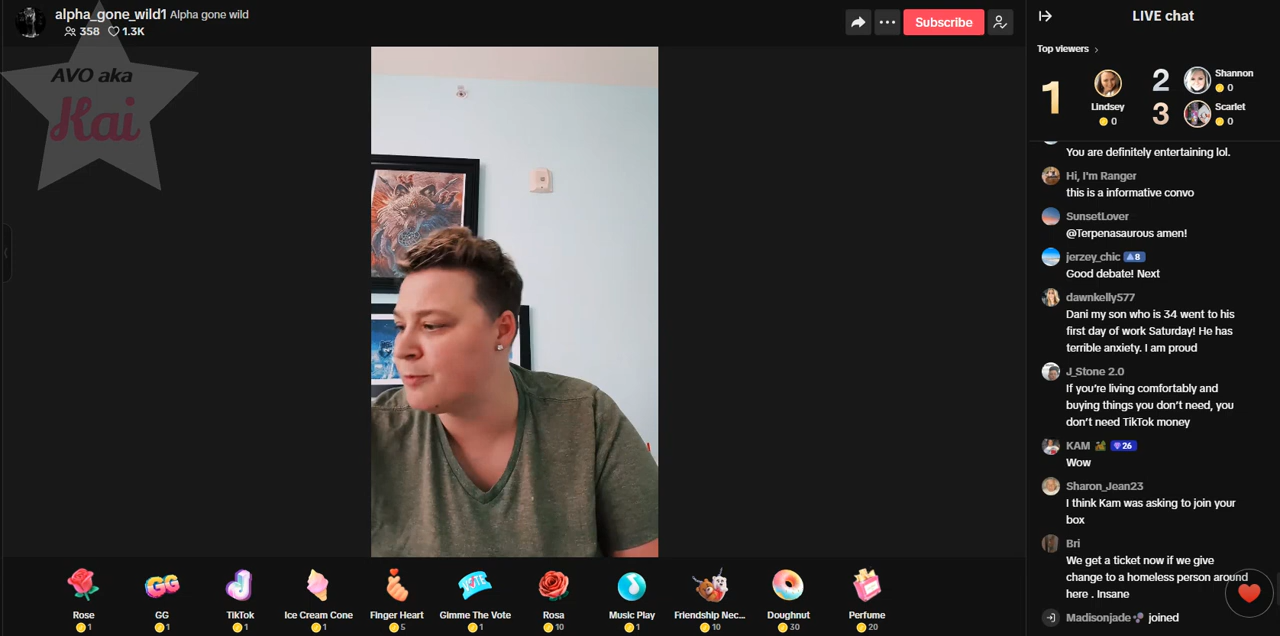 alpha_gone_wild1 Alpha gone wild
358 1.3K
Subscribe
AVO aka
Kai
LIVE chat
Top viewers
1
Lindsey
0
2
Shannon
0
3
Scarlet
0
You are definitely entertaining lol.
Hi, I'm Ranger
this is a informative convo
SunsetLover
@Terpenasaurous amen!
jerzey_chic 8
Good debate! Next
dawnkelly577
Dani my son who is 34 went to his
first day of work Saturday! He has
terrible anxiety. I am proud
J_Stone 2.0
If you're living comfortably and
buying things you don't need, you
don't need TikTok money
KAM 26
Wow
Sharon_Jean23
I think Kam was asking to join your
box
Bri
We get a ticket now if we give
change to a homeless person around
here . Insane
Madisonjade joined
GG
VOTE
Rose
1
GG
1
TikTok
1
Ice Cream Cone
1
Finger Heart
5
Gimme The Vote
1
Rosa
10
Music Play
1
Friendship Nec...
10
Doughnut
30
Perfume
20